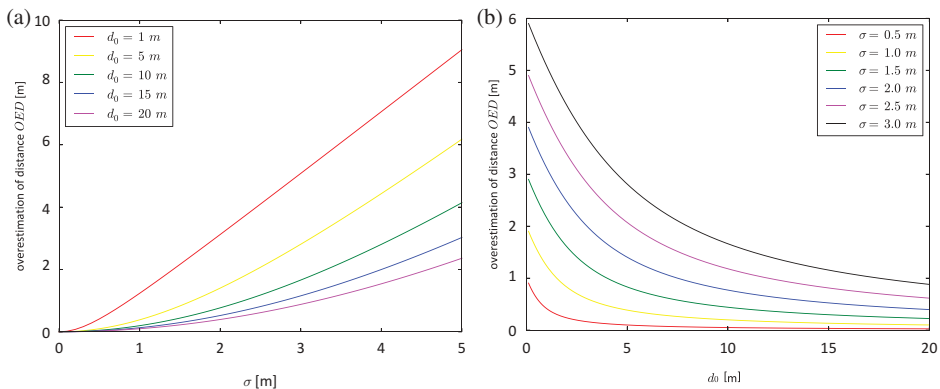 (a)
overestimation of distance OED [m]
10
8
6
4
2
0
d₀ = 1 m
d₀ = 5 m
d₀ = 10 m
d₀ = 15 m
d₀ = 20 m
0 1 2 3 4 5
σ [m]
(b)
overestimation of distance OED [m]
6
5
4
3
2
1
0
σ = 0.5 m
σ = 1.0 m
σ = 1.5 m
σ = 2.0 m
σ = 2.5 m
σ = 3.0 m
0 5 10 15 20
d₀ [m]